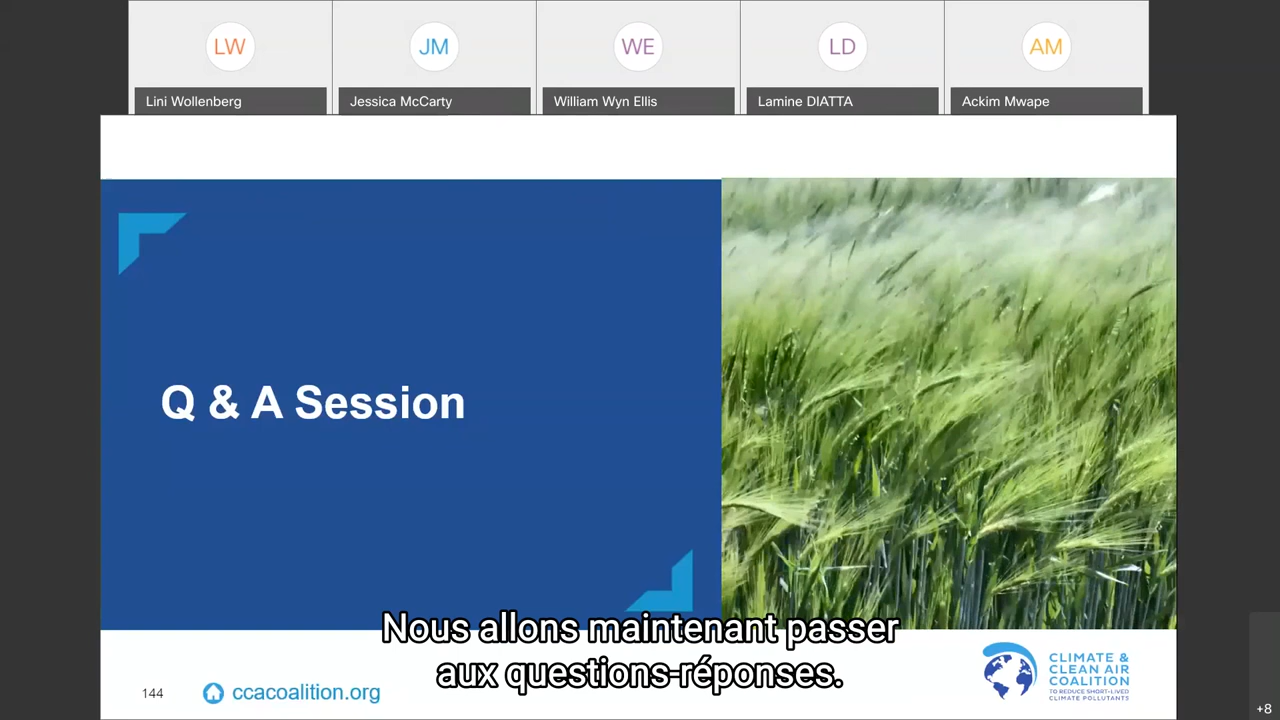 LW
JM
WE
LD
AM
Lini Wollenberg
Jessica McCarty
William Wyn Ellis
Lamine DIATTA
Ackim Mwape
Q & A Session
Nous allons maintenant passer
aux questions-réponses.
144
ccacoalition.org
CLIMATE &
CLEAN AIR
COALITION
TO REDUCE SHORT-LIVED
CLIMATE POLLUTANTS
+8